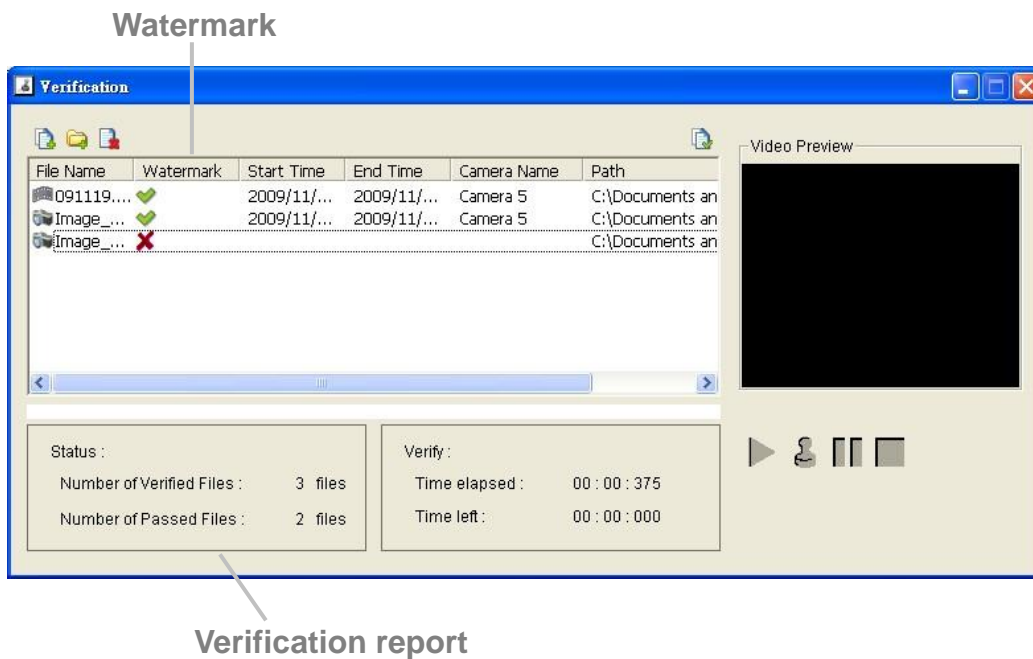 Watermark
Verification
Video Preview
File Name Watermark Start Time End Time Camera Name Path
091119.... 2009/11/... 2009/11/... Camera 5 C:\Documents an
Image_... 2009/11/... 2009/11/... Camera 5 C:\Documents an
Image_... C:\Documents an
Status :
Number of Verified Files : 3 files
Number of Passed Files : 2 files
Verify :
Time elapsed : 00 : 00 : 375
Time left : 00 : 00 : 000
Verification report